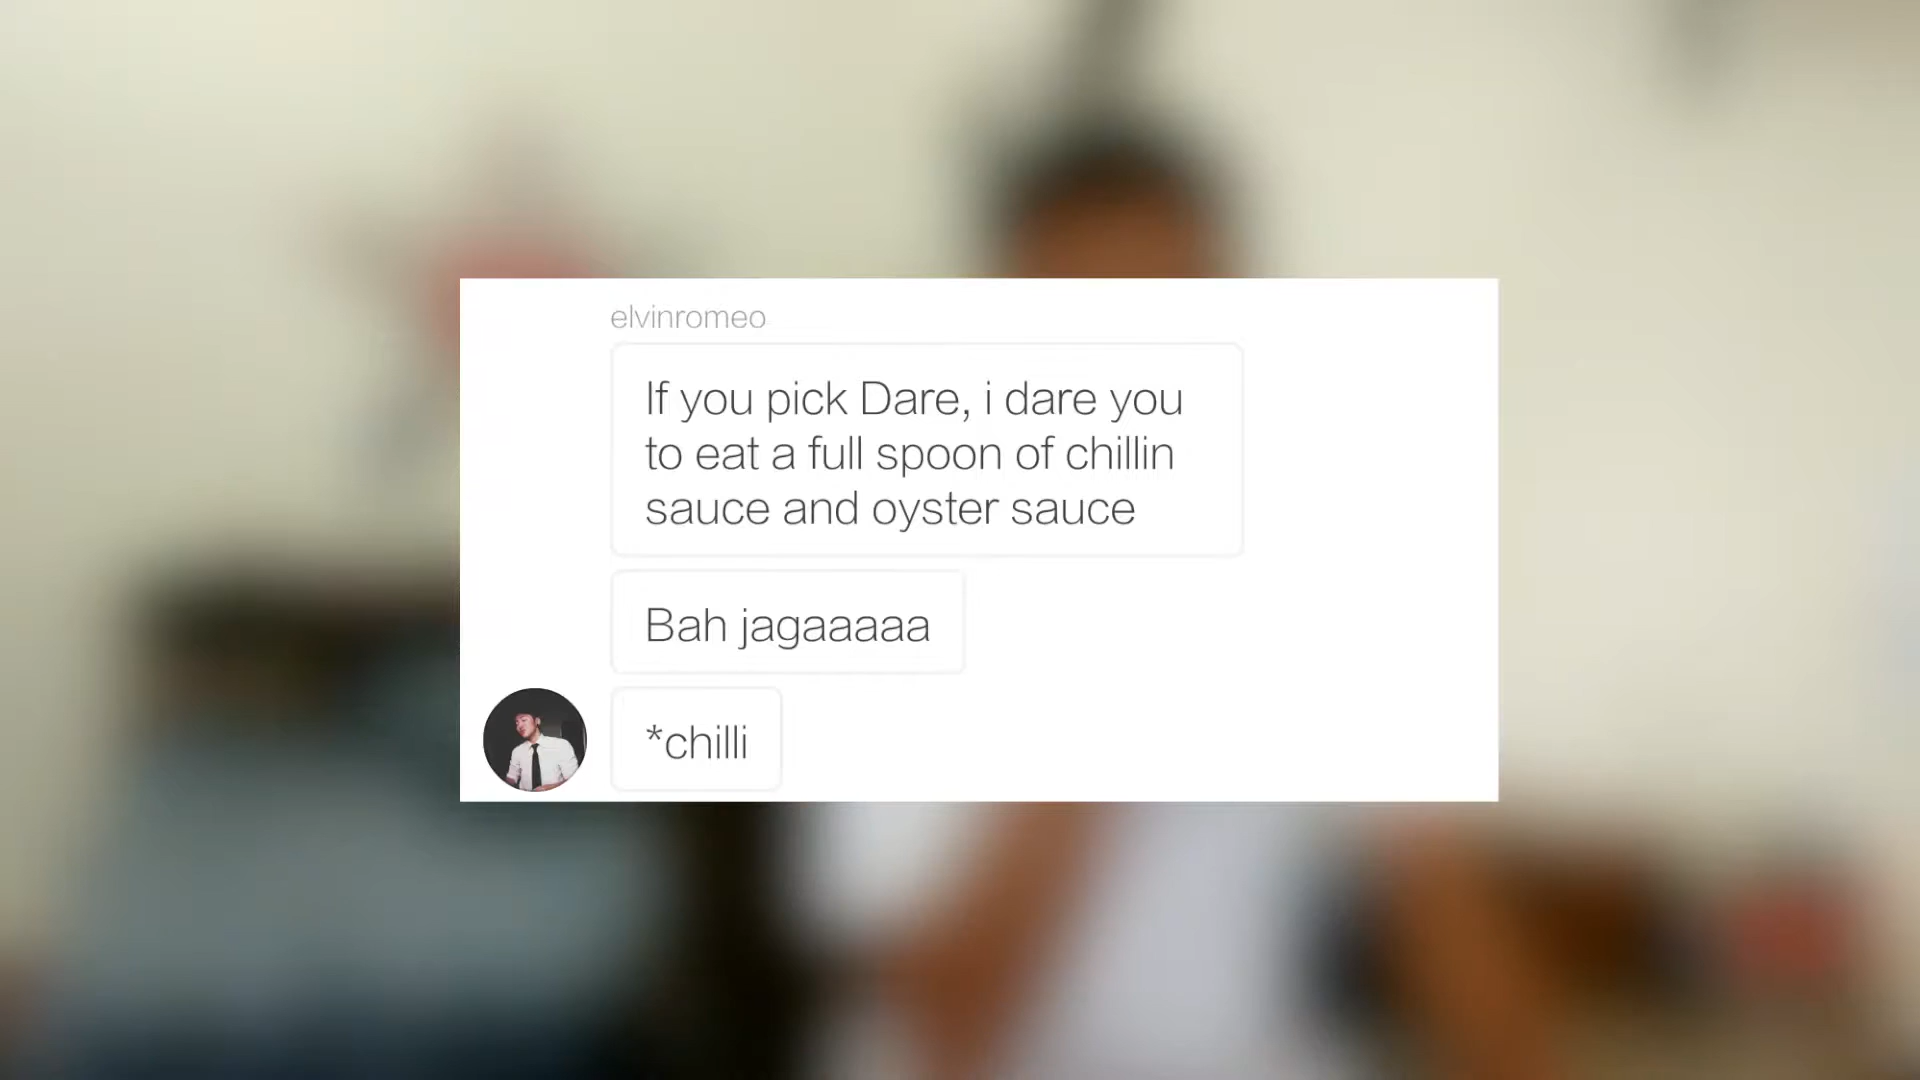 elvinromeo
If you pick Dare, i dare you
to eat a full spoon of chillin
sauce and oyster sauce
Bah jagaaaaa
*chilli